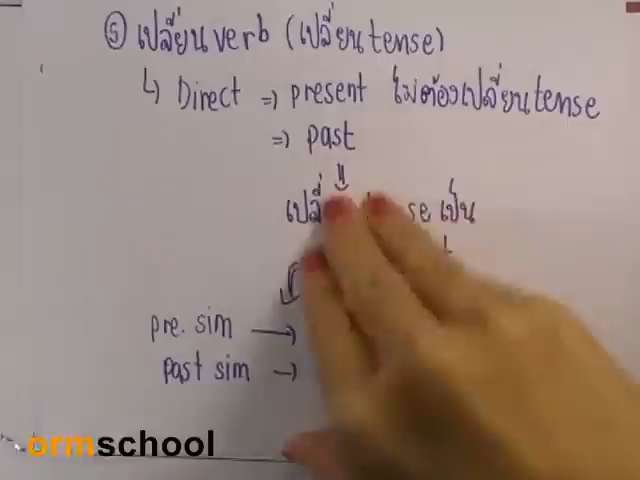 ⑤ เปลี่ยน verb (เปลี่ยน tense)
↳ Direct ⇒ present ไม่ต้องเปลี่ยน tense
⇒ past
เป็น
pre. sim →
past sim →
ormschool